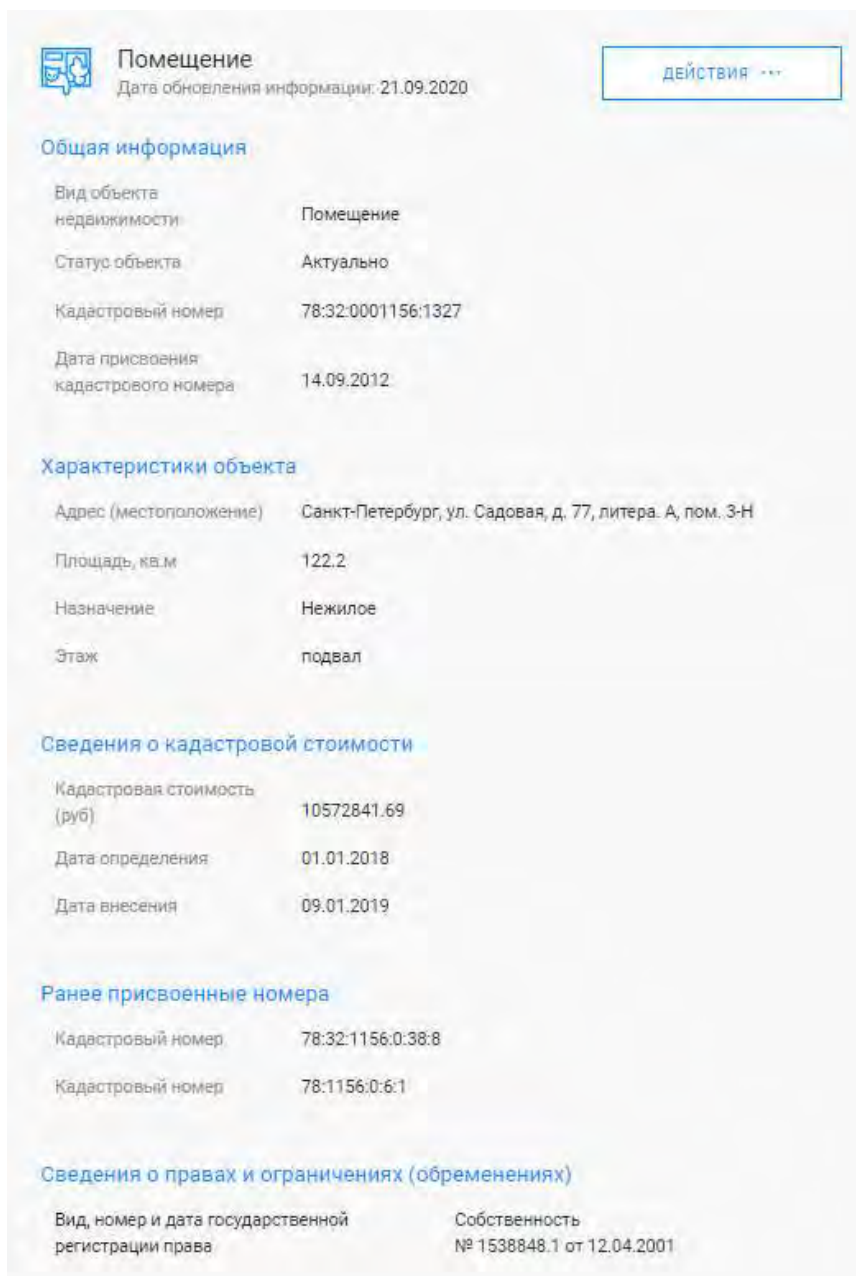 Помещение
Дата обновления информации: 21.09.2020
ДЕЙСТВИЯ ···
Общая информация
Вид объекта
недвижимости
Помещение
Статус объекта
Актуально
Кадастровый номер
78:32:0001156:1327
Дата присвоения
кадастрового номера
14.09.2012
Характеристики объекта
Адрес (местоположение)
Санкт-Петербург, ул. Садовая, д. 77, литера. А, пом. 3-Н
Площадь, кв.м
122.2
Назначение
Нежилое
Этаж
подвал
Сведения о кадастровой стоимости
Кадастровая стоимость
(руб)
10572841.69
Дата определения
01.01.2018
Дата внесения
09.01.2019
Ранее присвоенные номера
Кадастровый номер
78:32:1156:0:38:8
Кадастровый номер
78:1156:0:6:1
Сведения о правах и ограничениях (обременениях)
Вид, номер и дата государственной
регистрации права
Собственность
№ 1538848.1 от 12.04.2001